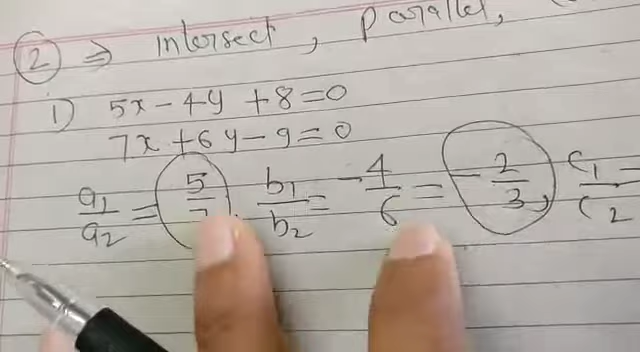 ② ⇒ intersect, parallel,
i) 5x - 4y + 8 = 0
7x + 6y - 9 = 0
a₁/a₂ = 5/7, b₁/b₂ = -4/6 = -2/3, c₁/c₂ =